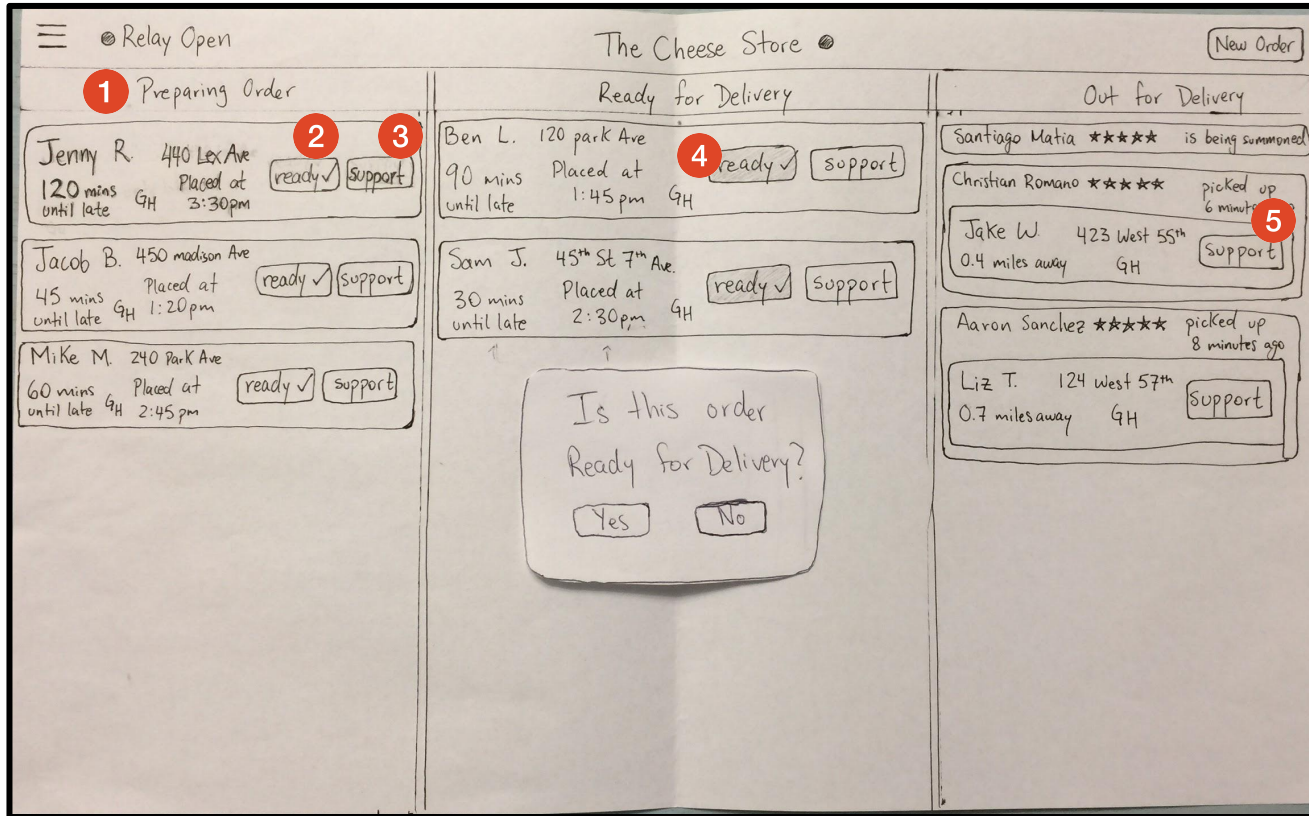 Relay Open
The Cheese Store
New Order
1 Preparing Order
Jenny R. 440 Lex Ave
120 mins until late
GH
Placed at 3:30pm
2
ready ✓
3
support
Jacob B. 450 madison Ave
45 mins until late
GH
Placed at 1:20pm
ready ✓
support
Mike M. 240 Park Ave
60 mins until late
GH
Placed at 2:45pm
ready ✓
support
Ready for Delivery
Ben L. 120 park Ave
90 mins until late
Placed at 1:45pm
GH
4
ready ✓
support
Sam J. 45th St 7th Ave.
30 mins until late
Placed at 2:30pm
GH
ready ✓
support
Is this order
Ready for Delivery?
Yes No
Out for Delivery
Santiago Matia ★★★★★ is being summoned
Christian Romano ★★★★★ picked up
6
5
Jake W. 423 West 55th
0.4 miles away GH
support
Aaron Sanchez ★★★★★ picked up
8 minutes ago
Liz T. 124 West 57th
0.7 miles away GH
support